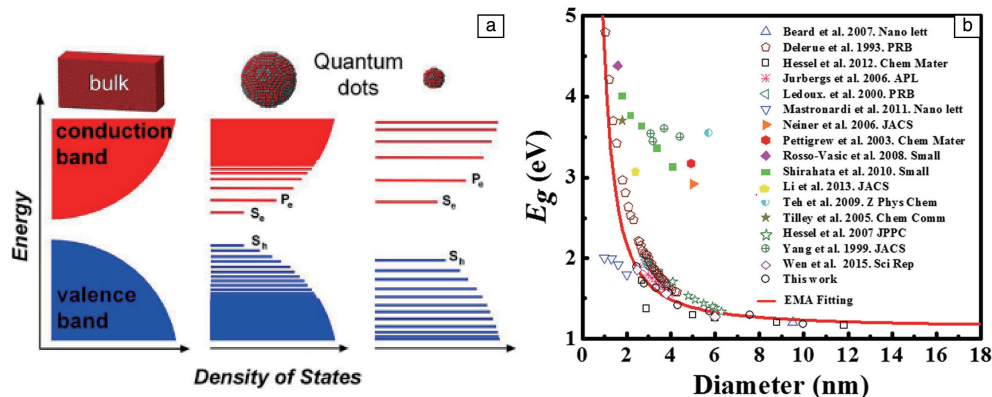 a
bulk
Quantum
dots
conduction
band
Pe
Se
Sh
valence
band
Pe
Se
Sh
Energy
Density of States
b
5
4
3
2
1
Eg (eV)
Beard et al. 2007. Nano lett
Delerue et al. 1993. PRB
Hessel et al. 2012. Chem Mater
Jurbergs et al. 2006. APL
Ledoux. et al. 2000. PRB
Mastronardi et al. 2011. Nano lett
Neiner et al. 2006. JACS
Pettigrew et al. 2003. Chem Mater
Rosso-Vasic et al. 2008. Small
Shirahata et al. 2010. Small
Li et al. 2013. JACS
Teh et al. 2009. Z Phys Chem
Tilley et al. 2005. Chem Comm
Hessel et al. 2007 JPPC
Yang et al. 1999. JACS
Wen et al. 2015. Sci Rep
This work
EMA Fitting
0 2 4 6 8 10 12 14 16 18
Diameter (nm)